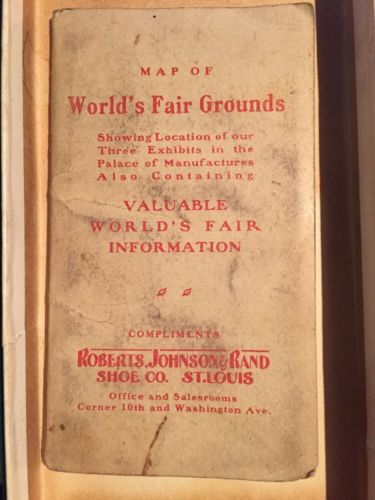 MAP OF
World's Fair Grounds
Showing Location of our
Three Exhibits in the
Palace of Manufactures
Also Containing
VALUABLE
WORLD'S FAIR
INFORMATION
COMPLIMENTS
ROBERTS, JOHNSON & RAND
SHOE CO. ST. LOUIS
Office and Salesrooms
Corner 10th and Washington Ave.